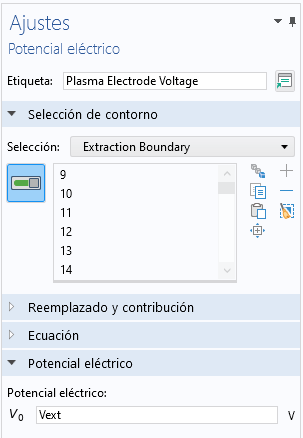 Ajustes
Potencial eléctrico
Etiqueta: Plasma Electrode Voltage
Selección de contorno
Selección: Extraction Boundary
9
10
11
12
13
14
Reemplazado y contribución
Ecuación
Potencial eléctrico
Potencial eléctrico:
V₀ Vext V